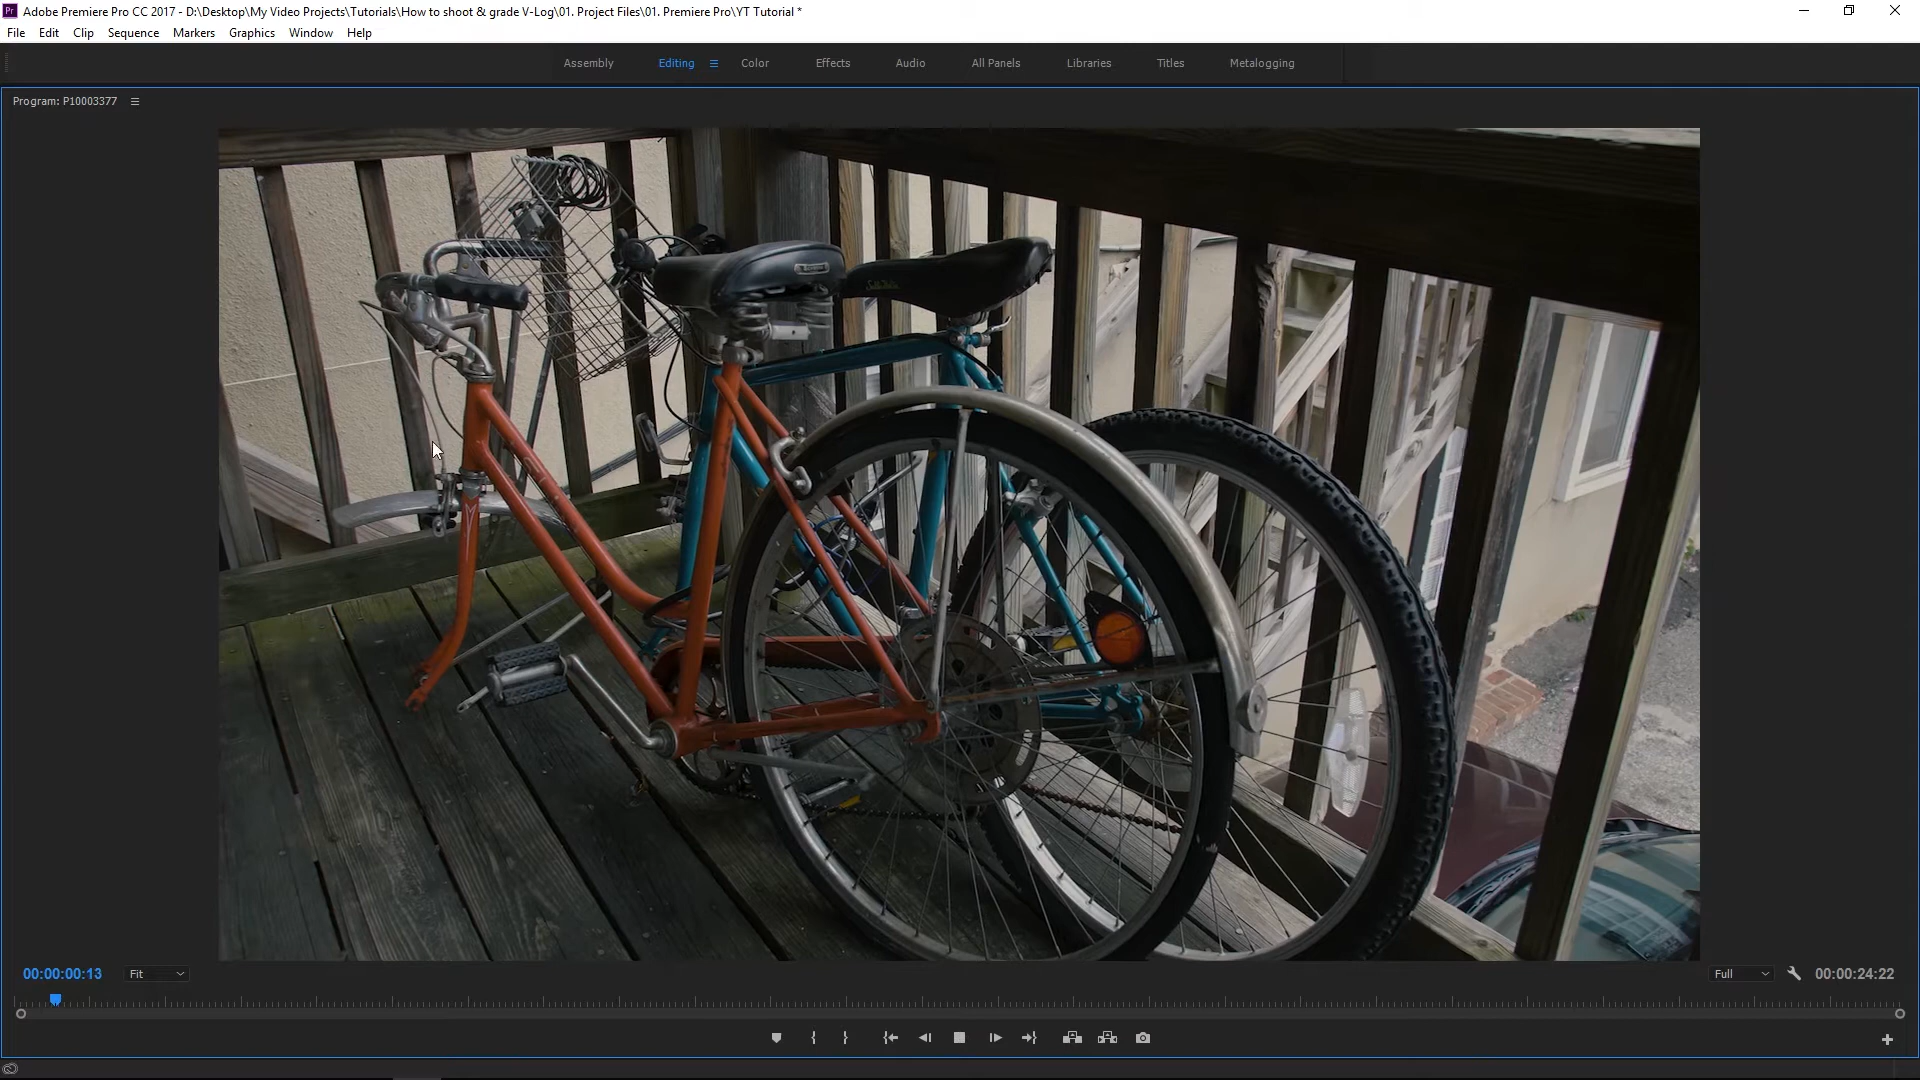 Pr Adobe Premiere Pro CC 2017 - D:\Desktop\My Video Projects\Tutorials\How to shoot & grade V-Log\01. Project Files\01. Premiere Pro\YT Tutorial *
File Edit Clip Sequence Markers Graphics Window Help
Assembly Editing Color Effects Audio All Panels Libraries Titles Metalogging
Program: P10003377
00:00:00:13 Fit Full 00:00:24:22